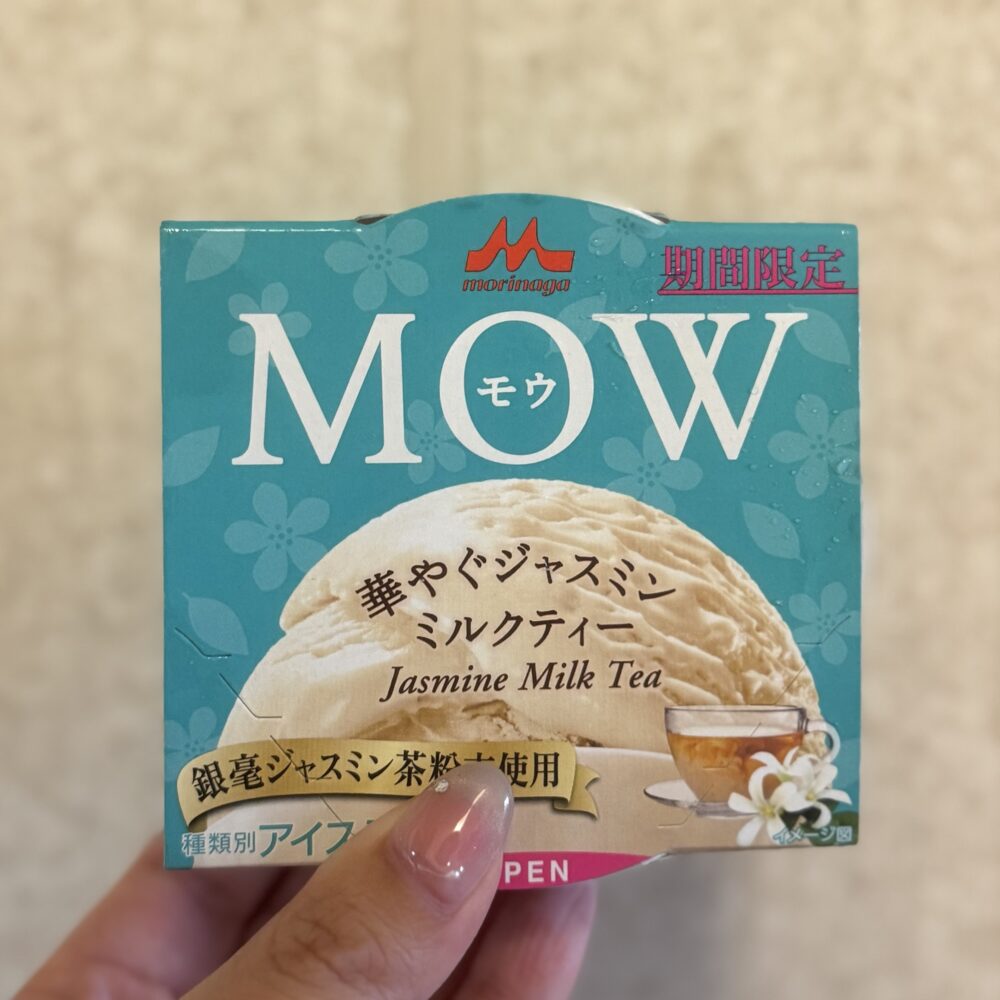 morinaga
期間限定
MOW
モウ
華やぐジャスミン
ミルクティー
Jasmine Milk Tea
銀毫ジャスミン茶粉末使用
種類別アイス
イメージ図
PEN